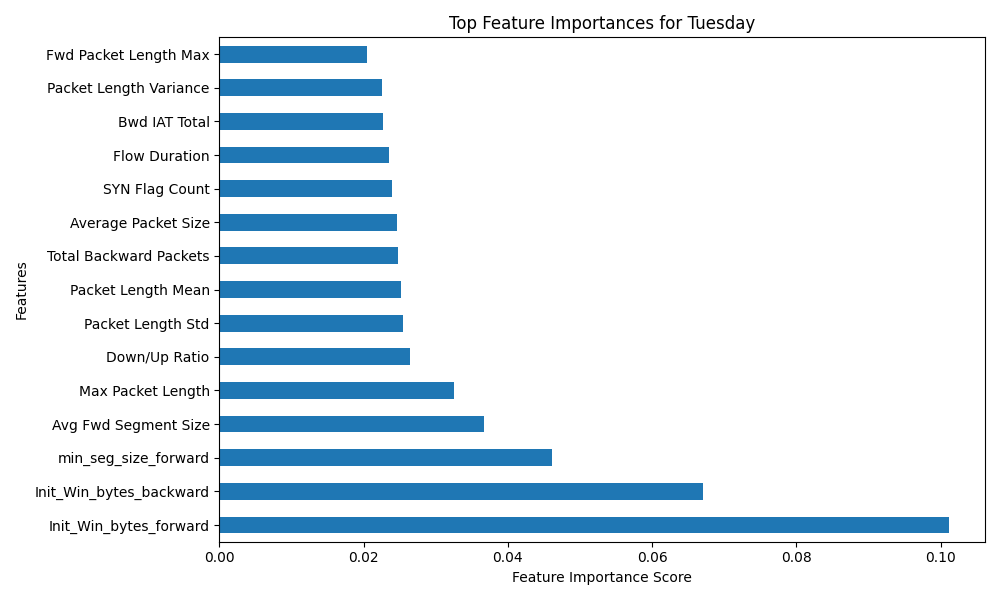 Top Feature Importances for Tuesday
Fwd Packet Length Max
Packet Length Variance
Bwd IAT Total
Flow Duration
SYN Flag Count
Average Packet Size
Total Backward Packets
Packet Length Mean
Packet Length Std
Down/Up Ratio
Max Packet Length
Avg Fwd Segment Size
min_seg_size_forward
Init_Win_bytes_backward
Init_Win_bytes_forward
Features
0.00 0.02 0.04 0.06 0.08 0.10
Feature Importance Score